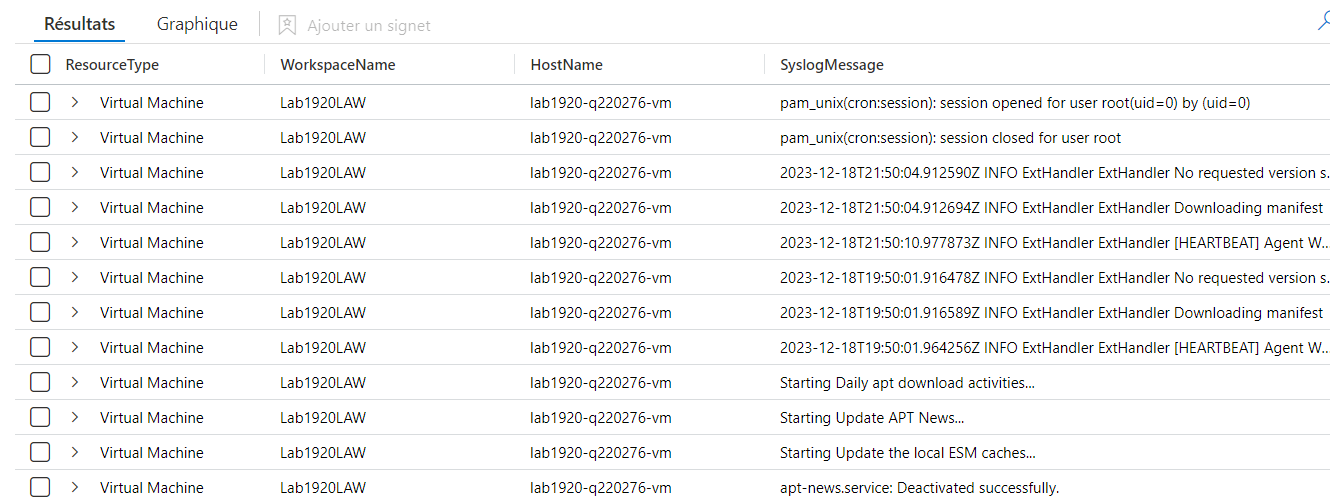 Résultats Graphique Ajouter un signet
ResourceType WorkspaceName HostName SyslogMessage
Virtual Machine Lab1920LAW lab1920-q220276-vm pam_unix(cron:session): session opened for user root(uid=0) by (uid=0)
Virtual Machine Lab1920LAW lab1920-q220276-vm pam_unix(cron:session): session closed for user root
Virtual Machine Lab1920LAW lab1920-q220276-vm 2023-12-18T21:50:04.912590Z INFO ExtHandler ExtHandler No requested version s...
Virtual Machine Lab1920LAW lab1920-q220276-vm 2023-12-18T21:50:04.912694Z INFO ExtHandler ExtHandler Downloading manifest
Virtual Machine Lab1920LAW lab1920-q220276-vm 2023-12-18T21:50:10.977873Z INFO ExtHandler ExtHandler [HEARTBEAT] Agent W...
Virtual Machine Lab1920LAW lab1920-q220276-vm 2023-12-18T19:50:01.916478Z INFO ExtHandler ExtHandler No requested version s...
Virtual Machine Lab1920LAW lab1920-q220276-vm 2023-12-18T19:50:01.916589Z INFO ExtHandler ExtHandler Downloading manifest
Virtual Machine Lab1920LAW lab1920-q220276-vm 2023-12-18T19:50:01.964256Z INFO ExtHandler ExtHandler [HEARTBEAT] Agent W...
Virtual Machine Lab1920LAW lab1920-q220276-vm Starting Daily apt download activities...
Virtual Machine Lab1920LAW lab1920-q220276-vm Starting Update APT News...
Virtual Machine Lab1920LAW lab1920-q220276-vm Starting Update the local ESM caches...
Virtual Machine Lab1920LAW lab1920-q220276-vm apt-news.service: Deactivated successfully.